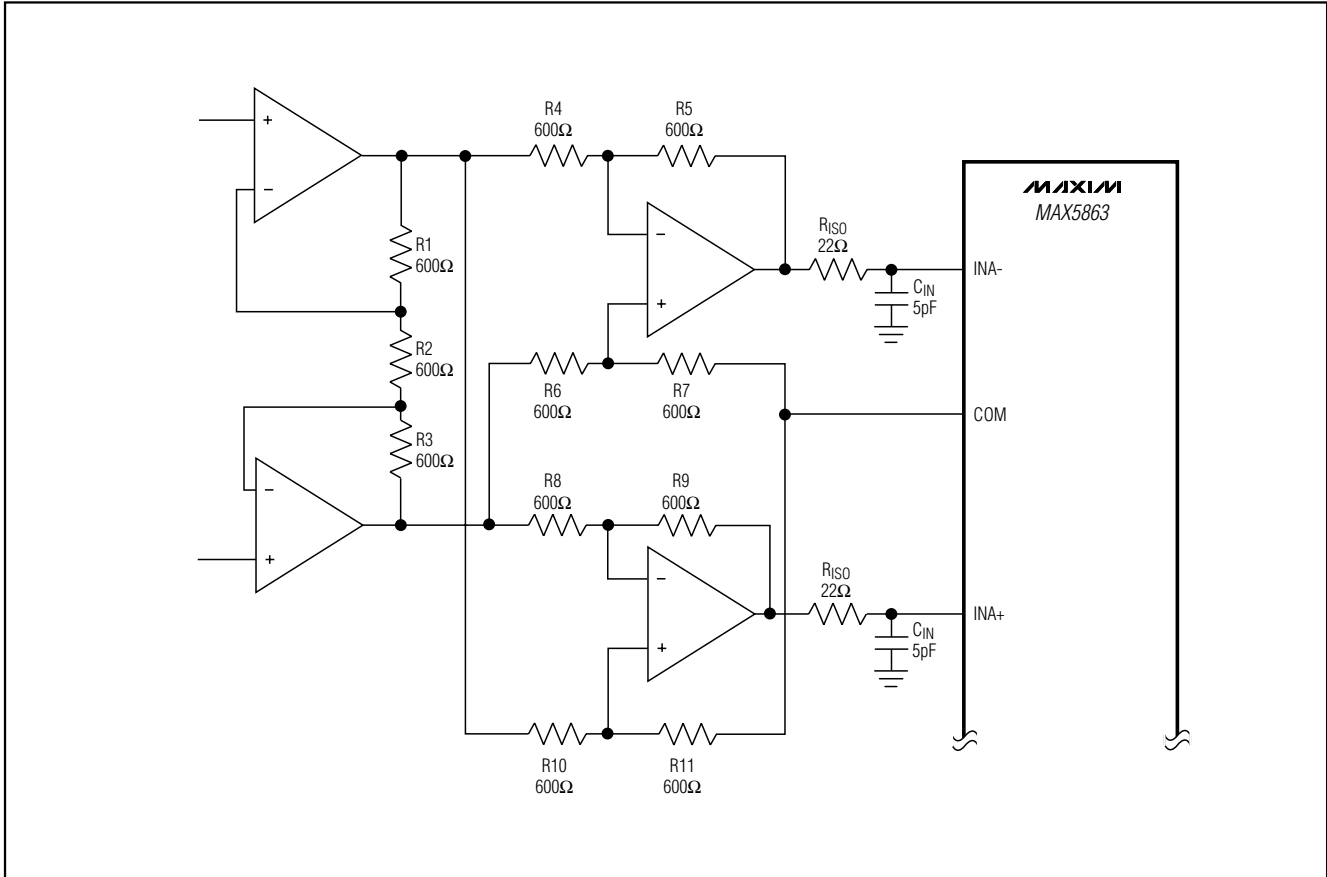 R4
600Ω
R5
600Ω
+
−
MAXIM
MAX5863
R1
600Ω
RISO
22Ω
−
INA-
CIN
5pF
+
R2
600Ω
R6
600Ω
R7
600Ω
COM
R3
600Ω
R8
600Ω
R9
600Ω
−
+
−
RISO
22Ω
INA+
CIN
5pF
+
R10
600Ω
R11
600Ω